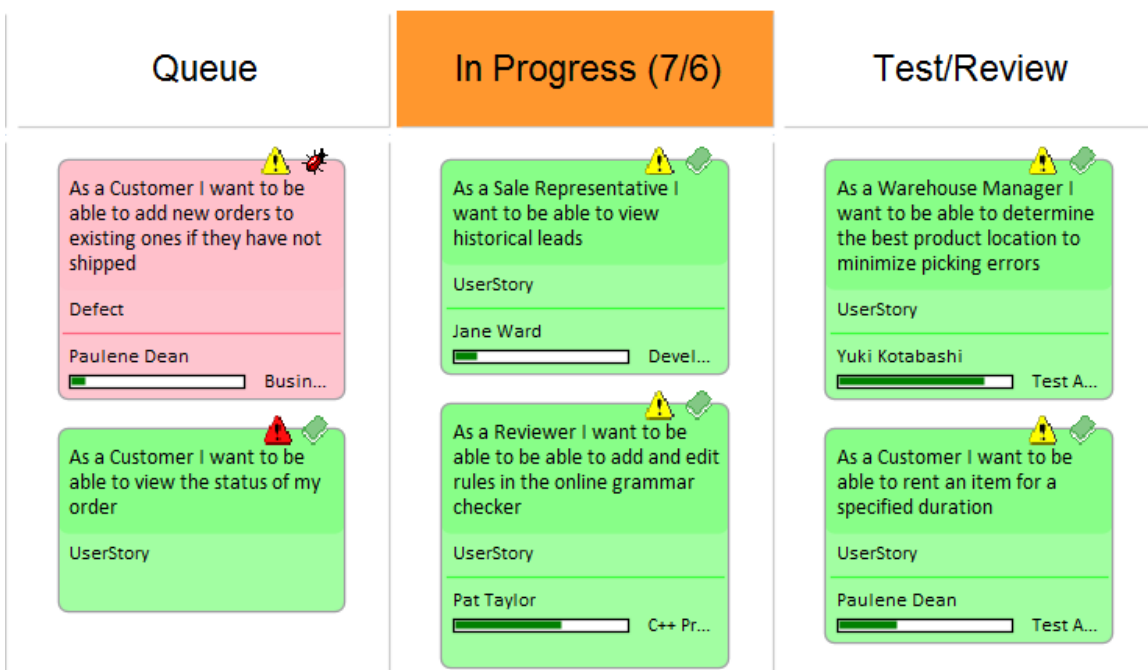 Queue
In Progress (7/6)
Test/Review
As a Customer I want to be
able to add new orders to
existing ones if they have not
shipped
Defect
Paulene Dean
Busin...
As a Customer I want to be
able to view the status of my
order
UserStory
As a Sale Representative I
want to be able to view
historical leads
UserStory
Jane Ward
Devel...
As a Reviewer I want to be
able to be able to add and edit
rules in the online grammar
checker
UserStory
Pat Taylor
C++ Pr...
As a Warehouse Manager I
want to be able to determine
the best product location to
minimize picking errors
UserStory
Yuki Kotabashi
Test A...
As a Customer I want to be
able to rent an item for a
specified duration
UserStory
Paulene Dean
Test A...